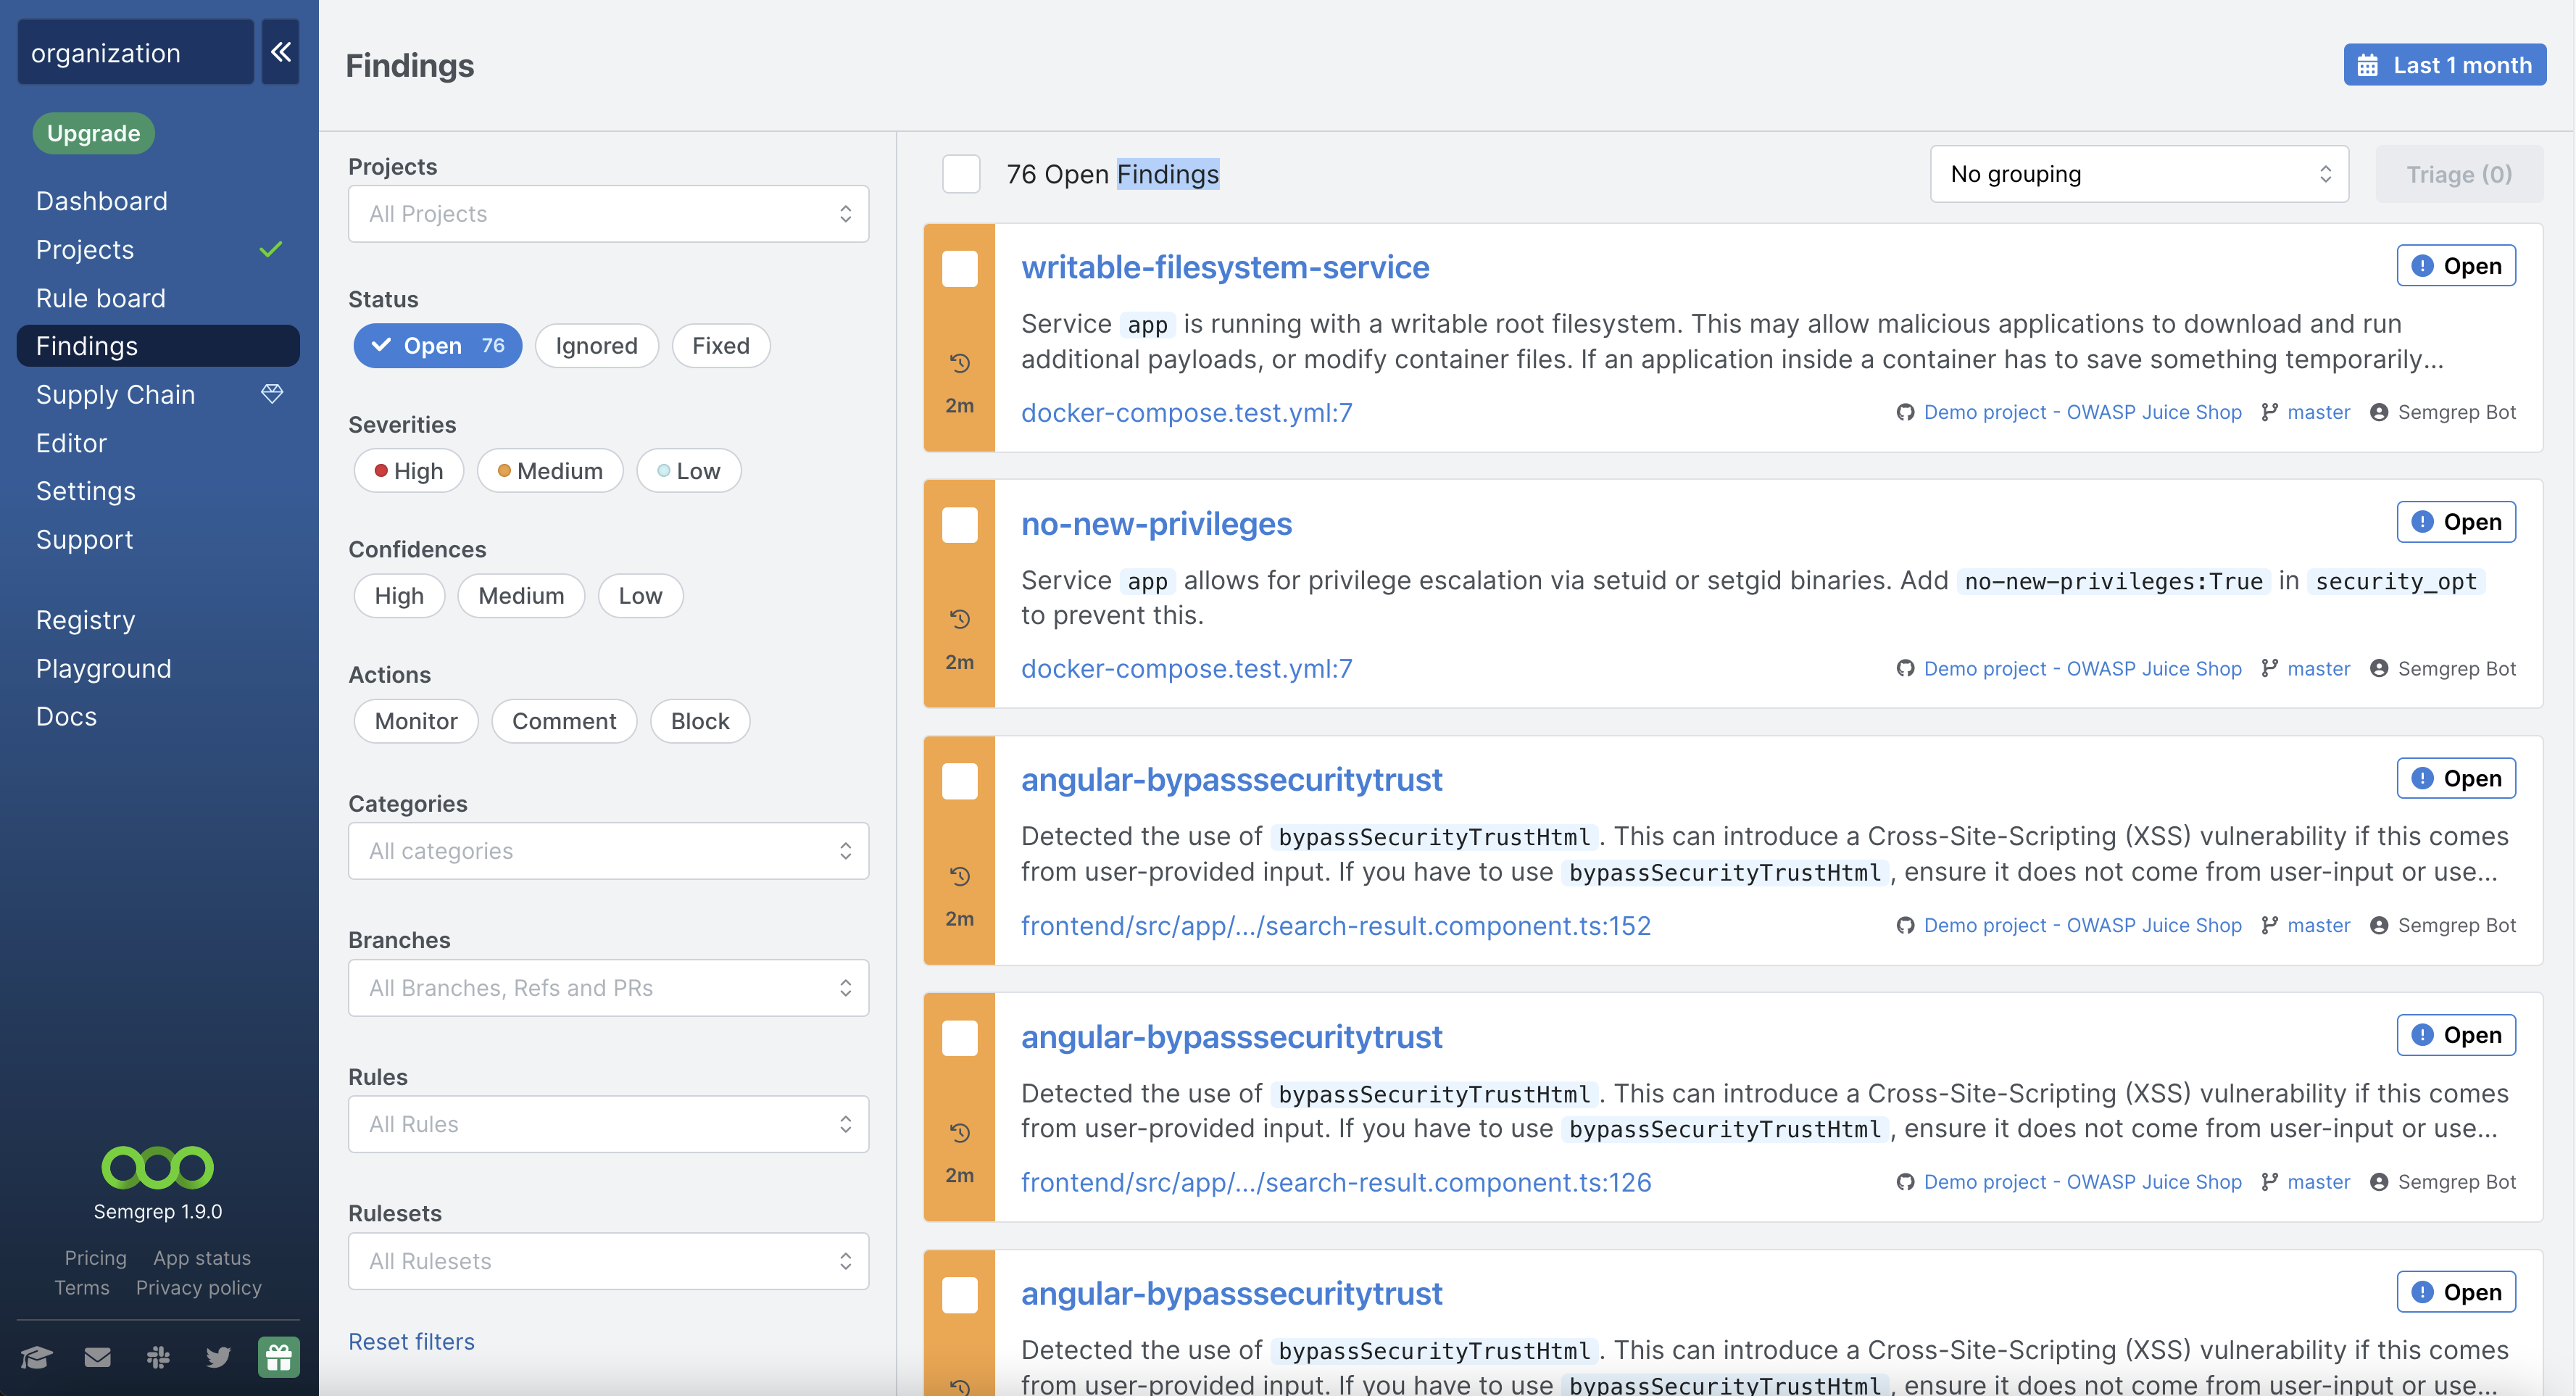 organization
Upgrade
Dashboard
Projects
Rule board
Findings
Supply Chain
Editor
Settings
Support
Registry
Playground
Docs
Semgrep 1.9.0
Pricing App status
Terms Privacy policy
Findings
Last 1 month
Projects
All Projects
Status
Open 76 Ignored Fixed
Severities
High Medium Low
Confidences
High Medium Low
Actions
Monitor Comment Block
Categories
All categories
Branches
All Branches, Refs and PRs
Rules
All Rules
Rulesets
All Rulesets
Reset filters
76 Open Findings
No grouping
Triage (0)
writable-filesystem-service
Open
Service app is running with a writable root filesystem. This may allow malicious applications to download and run
additional payloads, or modify container files. If an application inside a container has to save something temporarily...
2m
docker-compose.test.yml:7
Demo project - OWASP Juice Shop master Semgrep Bot
no-new-privileges
Open
Service app allows for privilege escalation via setuid or setgid binaries. Add no-new-privileges:True in security_opt
to prevent this.
2m
docker-compose.test.yml:7
Demo project - OWASP Juice Shop master Semgrep Bot
angular-bypasssecuritytrust
Open
Detected the use of bypassSecurityTrustHtml. This can introduce a Cross-Site-Scripting (XSS) vulnerability if this comes
from user-provided input. If you have to use bypassSecurityTrustHtml, ensure it does not come from user-input or use...
2m
frontend/src/app/.../search-result.component.ts:152
Demo project - OWASP Juice Shop master Semgrep Bot
angular-bypasssecuritytrust
Open
Detected the use of bypassSecurityTrustHtml. This can introduce a Cross-Site-Scripting (XSS) vulnerability if this comes
from user-provided input. If you have to use bypassSecurityTrustHtml, ensure it does not come from user-input or use...
2m
frontend/src/app/.../search-result.component.ts:126
Demo project - OWASP Juice Shop master Semgrep Bot
angular-bypasssecuritytrust
Open
Detected the use of bypassSecurityTrustHtml. This can introduce a Cross-Site-Scripting (XSS) vulnerability if this comes
from user-provided input. If you have to use bypassSecurityTrustHtml, ensure it does not come from user-input or use...